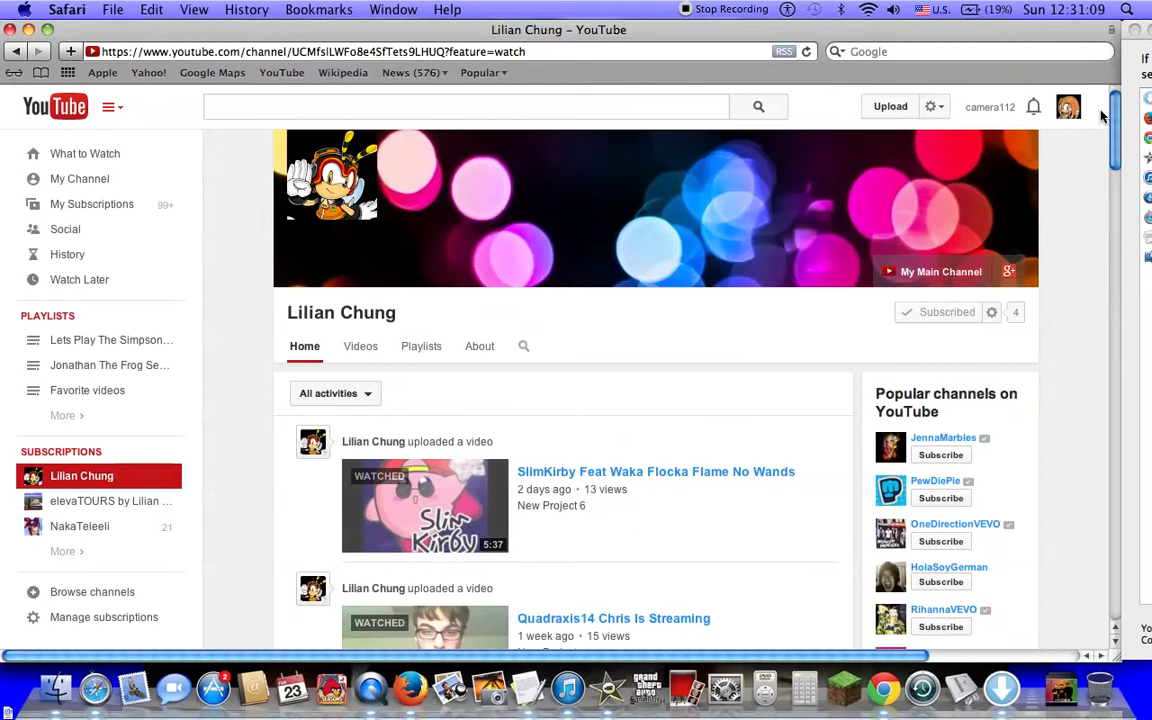 Safari File Edit View History Bookmarks Window Help Stop Recording U.S. (19%) Sun 12:31:09
Lilian Chung – YouTube
https://www.youtube.com/channel/UCMfslLWFo8e4SfTets9LHUQ?feature=watch RSS Google
Apple Yahoo! Google Maps YouTube Wikipedia News (576) Popular
If
se
YouTube Upload camera112
What to Watch
My Channel
My Subscriptions 99+
Social
History
Watch Later
PLAYLISTS
Lets Play The Simpson...
Jonathan The Frog Se...
Favorite videos
More ›
SUBSCRIPTIONS
Lilian Chung
elevaTOURS by Lilian ...
NakaTeleeli 21
More ›
Browse channels
Manage subscriptions
My Main Channel g+
Lilian Chung
Subscribed 4
Home Videos Playlists About
All activities
Lilian Chung uploaded a video
WATCHED
Slim
Kirby
5:37
SlimKirby Feat Waka Flocka Flame No Wands
2 days ago • 13 views
New Project 6
Lilian Chung uploaded a video
WATCHED
Quadraxis14 Chris Is Streaming
1 week ago • 15 views
Popular channels on
YouTube
JennaMarbles
Subscribe
PewDiePie
Subscribe
OneDirectionVEVO
Subscribe
HolaSoyGerman
Subscribe
RihannaVEVO
Subscribe
Yo
Co
2
23